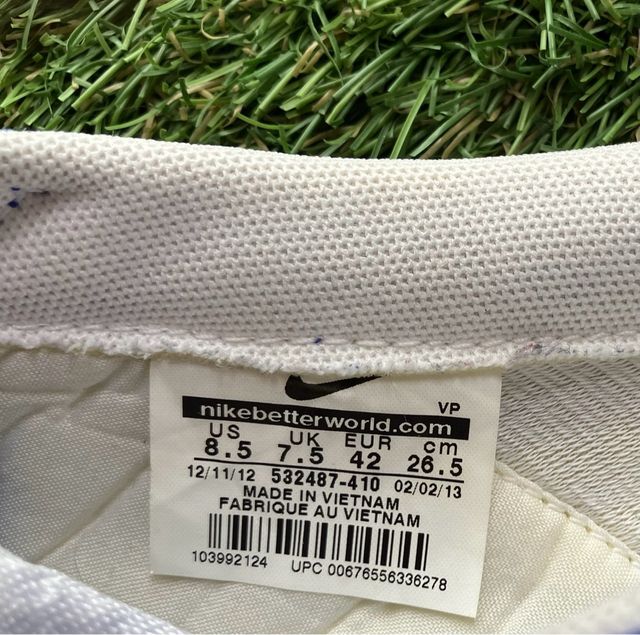 nikebetterworld.com VP
US UK EUR cm
8.5 7.5 42 26.5
12/11/12 532487-410 02/02/13
MADE IN VIETNAM
FABRIQUE AU VIETNAM
103992124 UPC 00676556336278